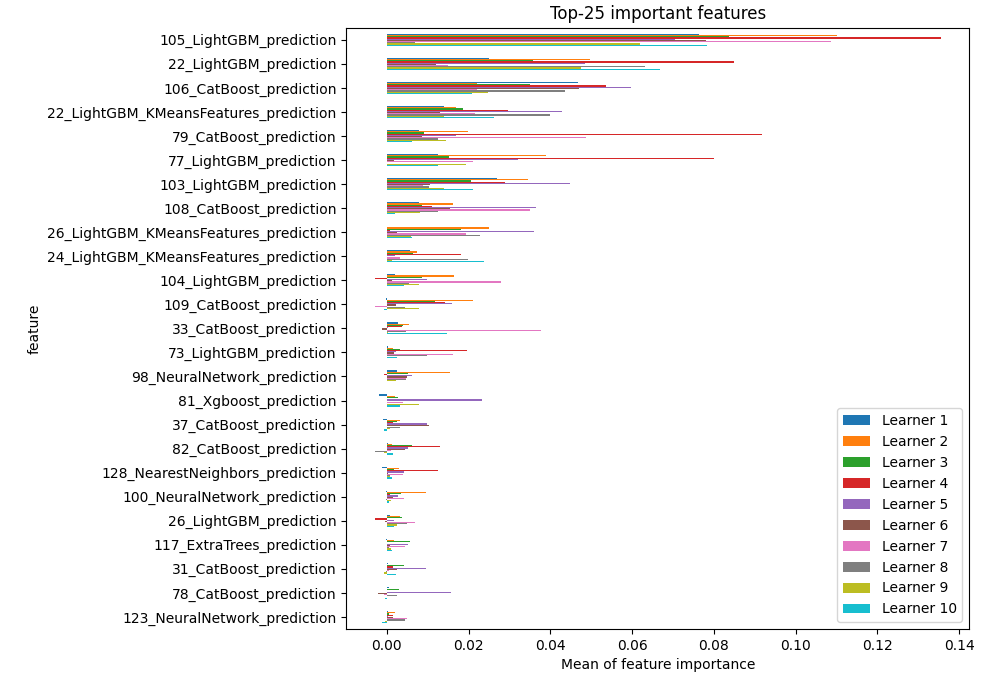 Top-25 important features
105_LightGBM_prediction
22_LightGBM_prediction
106_CatBoost_prediction
22_LightGBM_KMeansFeatures_prediction
79_CatBoost_prediction
77_LightGBM_prediction
103_LightGBM_prediction
108_CatBoost_prediction
26_LightGBM_KMeansFeatures_prediction
24_LightGBM_KMeansFeatures_prediction
104_LightGBM_prediction
109_CatBoost_prediction
33_CatBoost_prediction
73_LightGBM_prediction
98_NeuralNetwork_prediction
81_Xgboost_prediction
37_CatBoost_prediction
82_CatBoost_prediction
128_NearestNeighbors_prediction
100_NeuralNetwork_prediction
26_LightGBM_prediction
117_ExtraTrees_prediction
31_CatBoost_prediction
78_CatBoost_prediction
123_NeuralNetwork_prediction
feature
Learner 1
Learner 2
Learner 3
Learner 4
Learner 5
Learner 6
Learner 7
Learner 8
Learner 9
Learner 10
0.00 0.02 0.04 0.06 0.08 0.10 0.12 0.14
Mean of feature importance